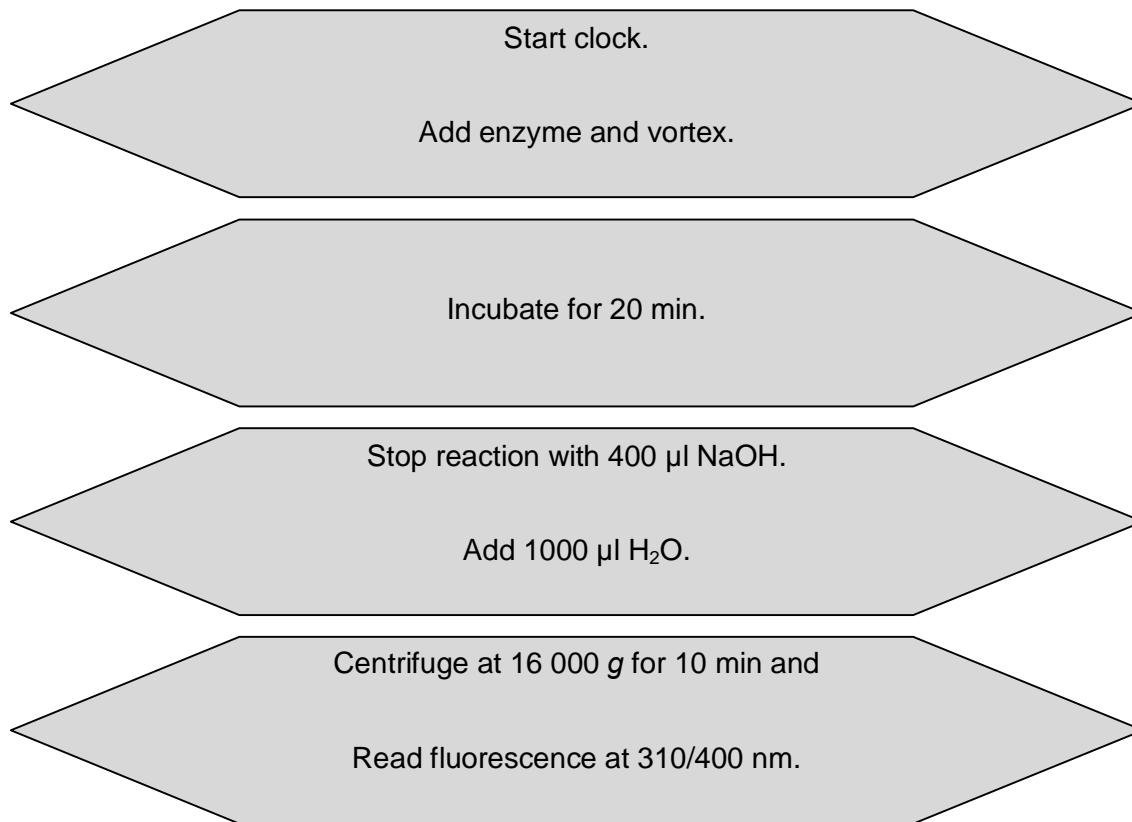 Start clock.
Add enzyme and vortex.
Incubate for 20 min.
Stop reaction with 400 µl NaOH.
Add 1000 µl H₂O.
Centrifuge at 16 000 g for 10 min and
Read fluorescence at 310/400 nm.